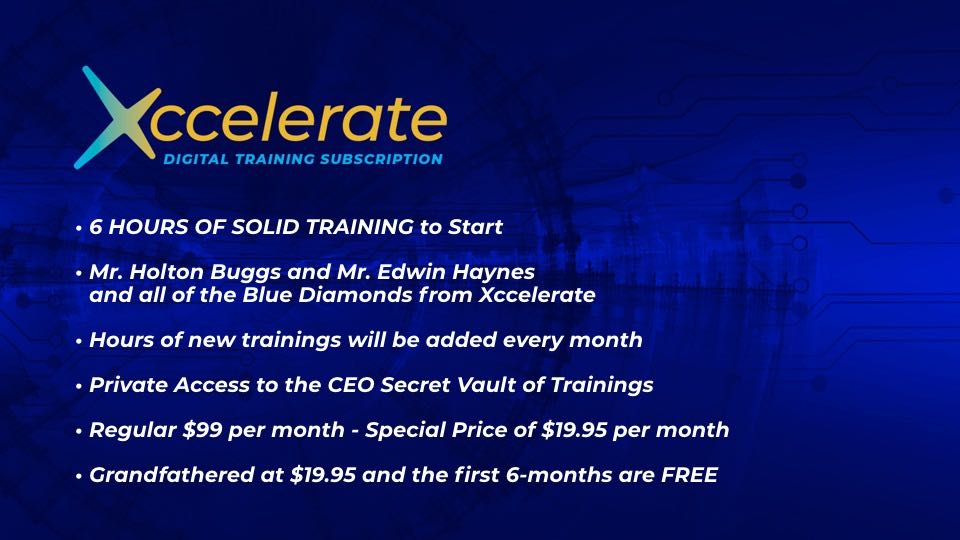 Xccelerate
DIGITAL TRAINING SUBSCRIPTION
• 6 HOURS OF SOLID TRAINING to Start
• Mr. Holton Buggs and Mr. Edwin Haynes
and all of the Blue Diamonds from Xccelerate
• Hours of new trainings will be added every month
• Private Access to the CEO Secret Vault of Trainings
• Regular $99 per month - Special Price of $19.95 per month
• Grandfathered at $19.95 and the first 6-months are FREE